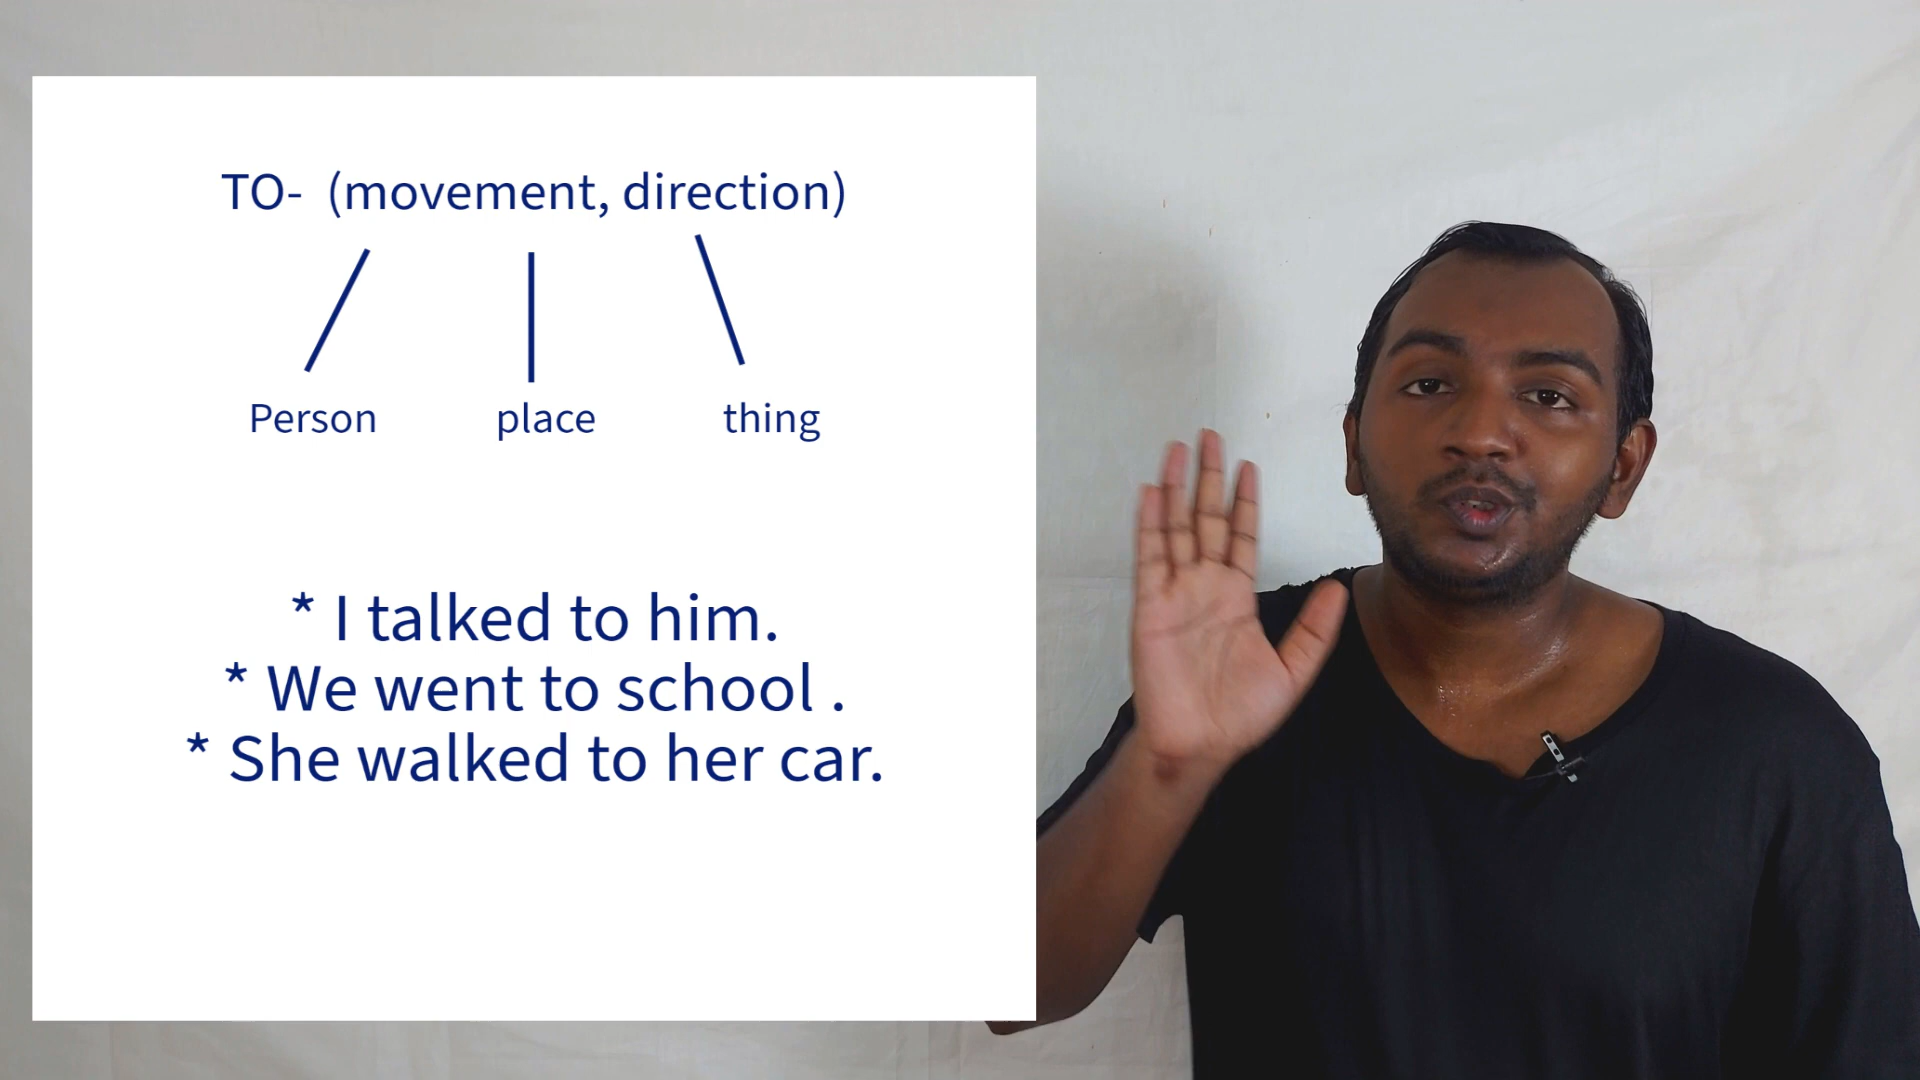 TO- (movement, direction)
Person place thing
* I talked to him.
* We went to school .
* She walked to her car.